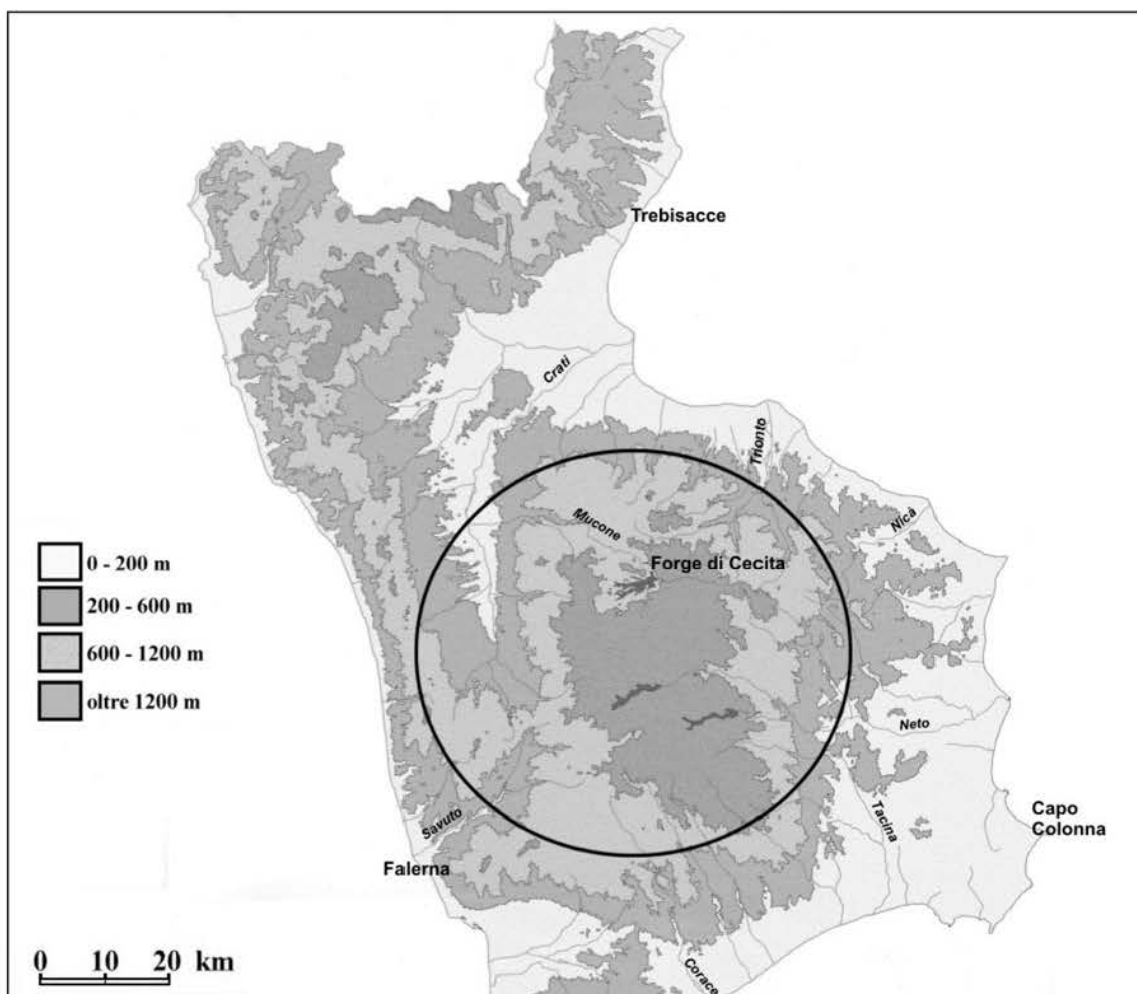 Trebisacce
Crati
Trionto
Nicà
Mucone
Forge di Cecita
0 - 200 m
200 - 600 m
600 - 1200 m
oltre 1200 m
Neto
Tacina
Capo
Colonna
Savuto
Falerna
Corace
0 10 20 km